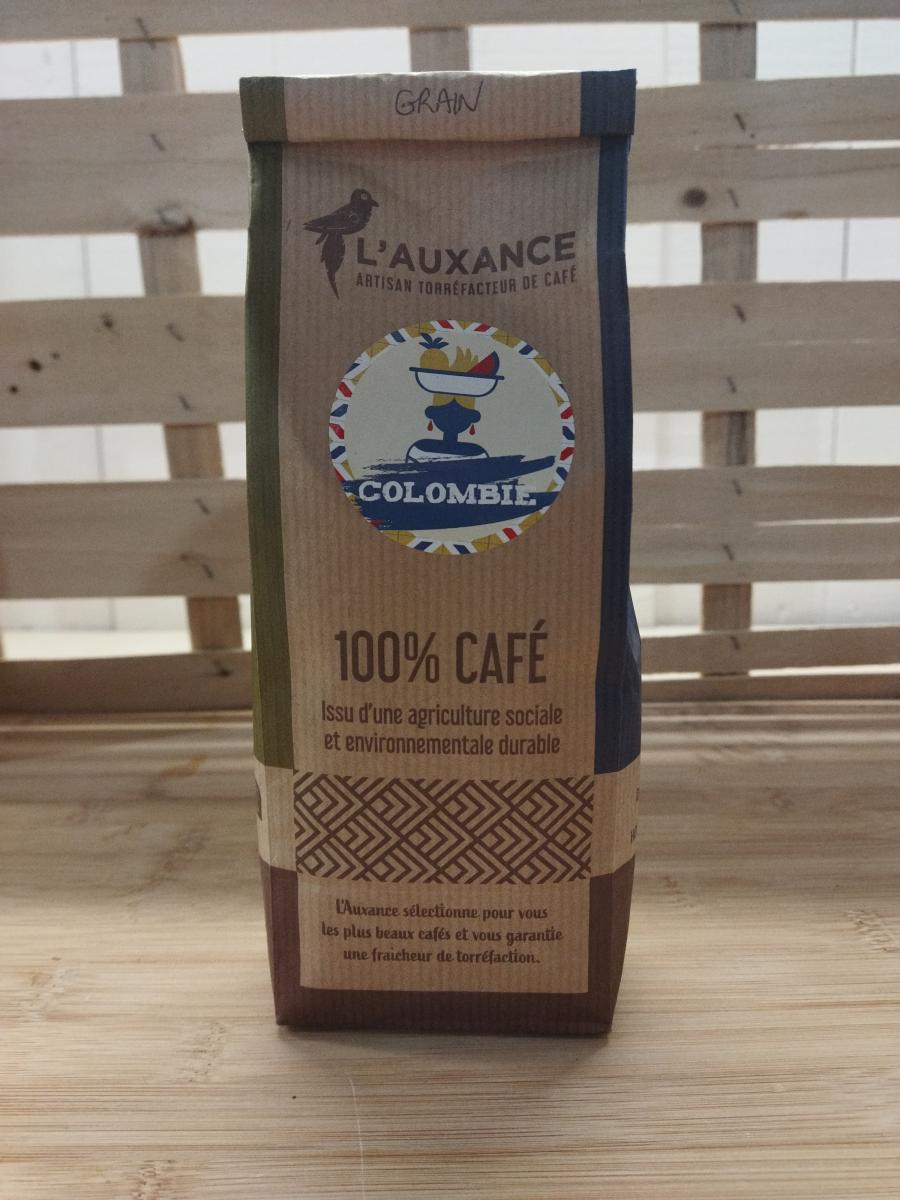 GRAIN
L'AUXANCE
ARTISAN TORRÉFACTEUR DE CAFÉ
COLOMBIE
100% CAFÉ
Issu d'une agriculture sociale
et environnementale durable
L'Auxance sélectionne pour vous
les plus beaux cafés et vous garantie
une fraîcheur de torréfaction.